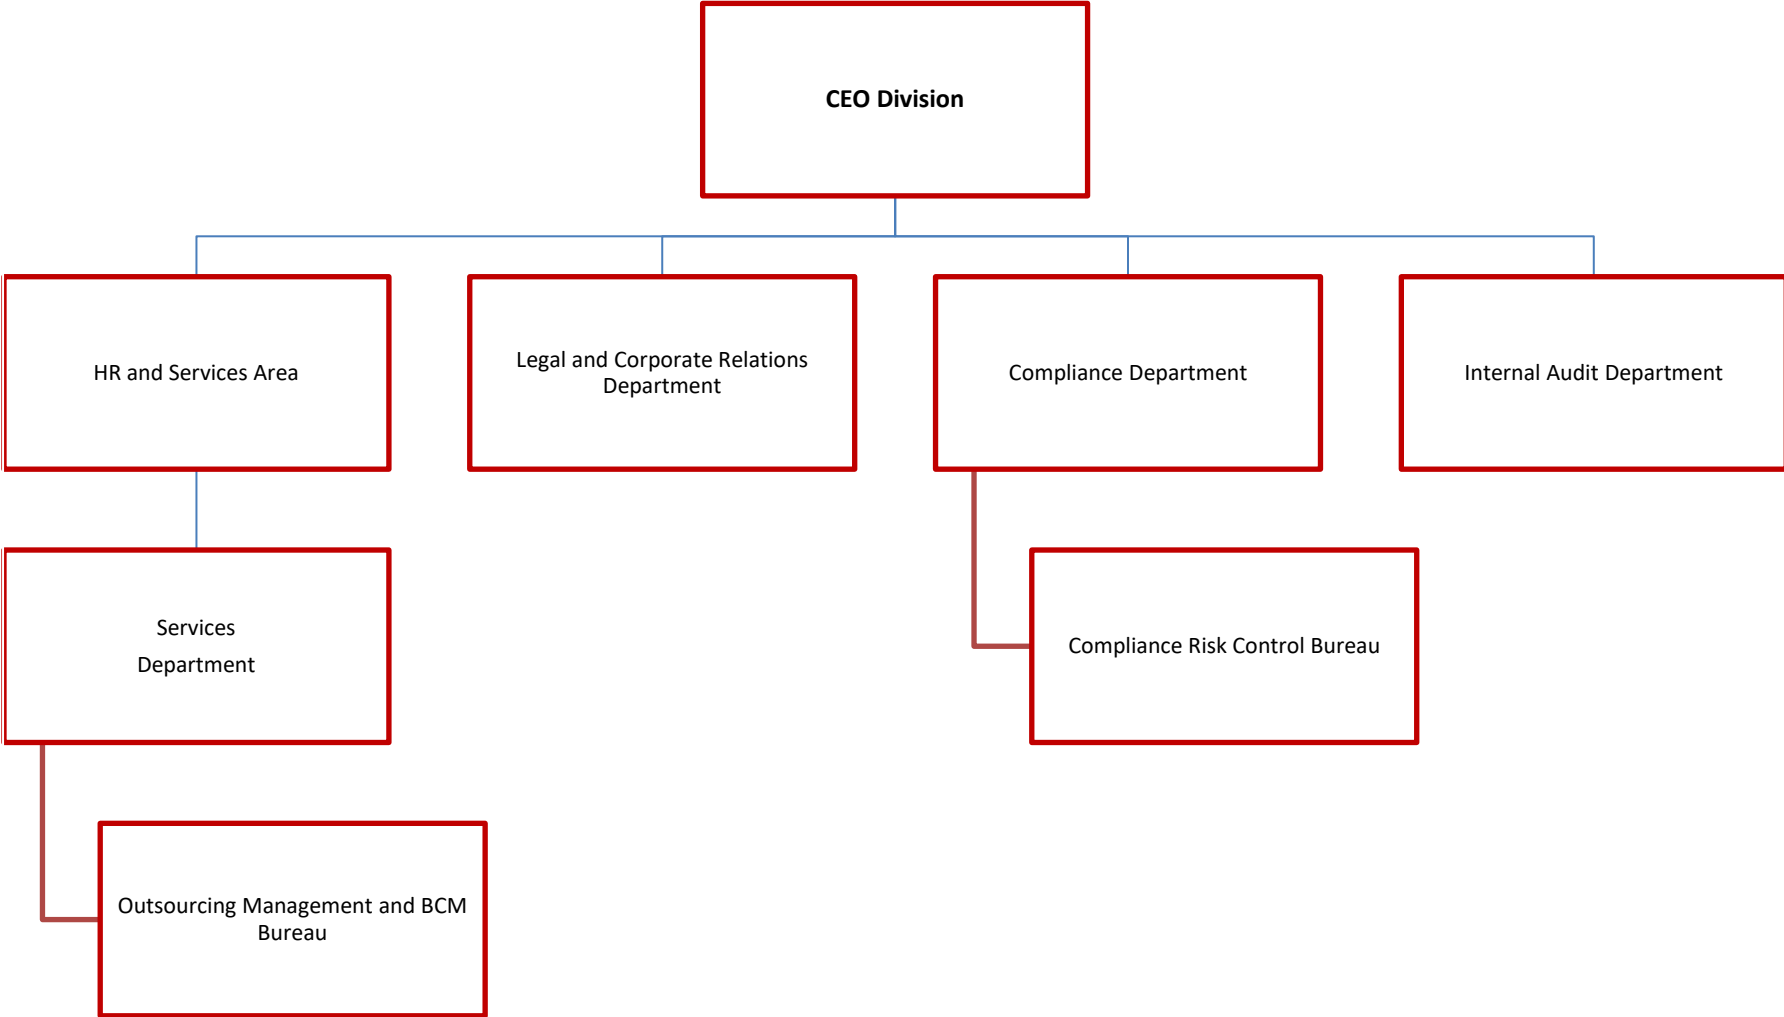 CEO Division
HR and Services Area
Legal and Corporate Relations
Department
Compliance Department
Internal Audit Department
Services
Department
Compliance Risk Control Bureau
Outsourcing Management and BCM
Bureau